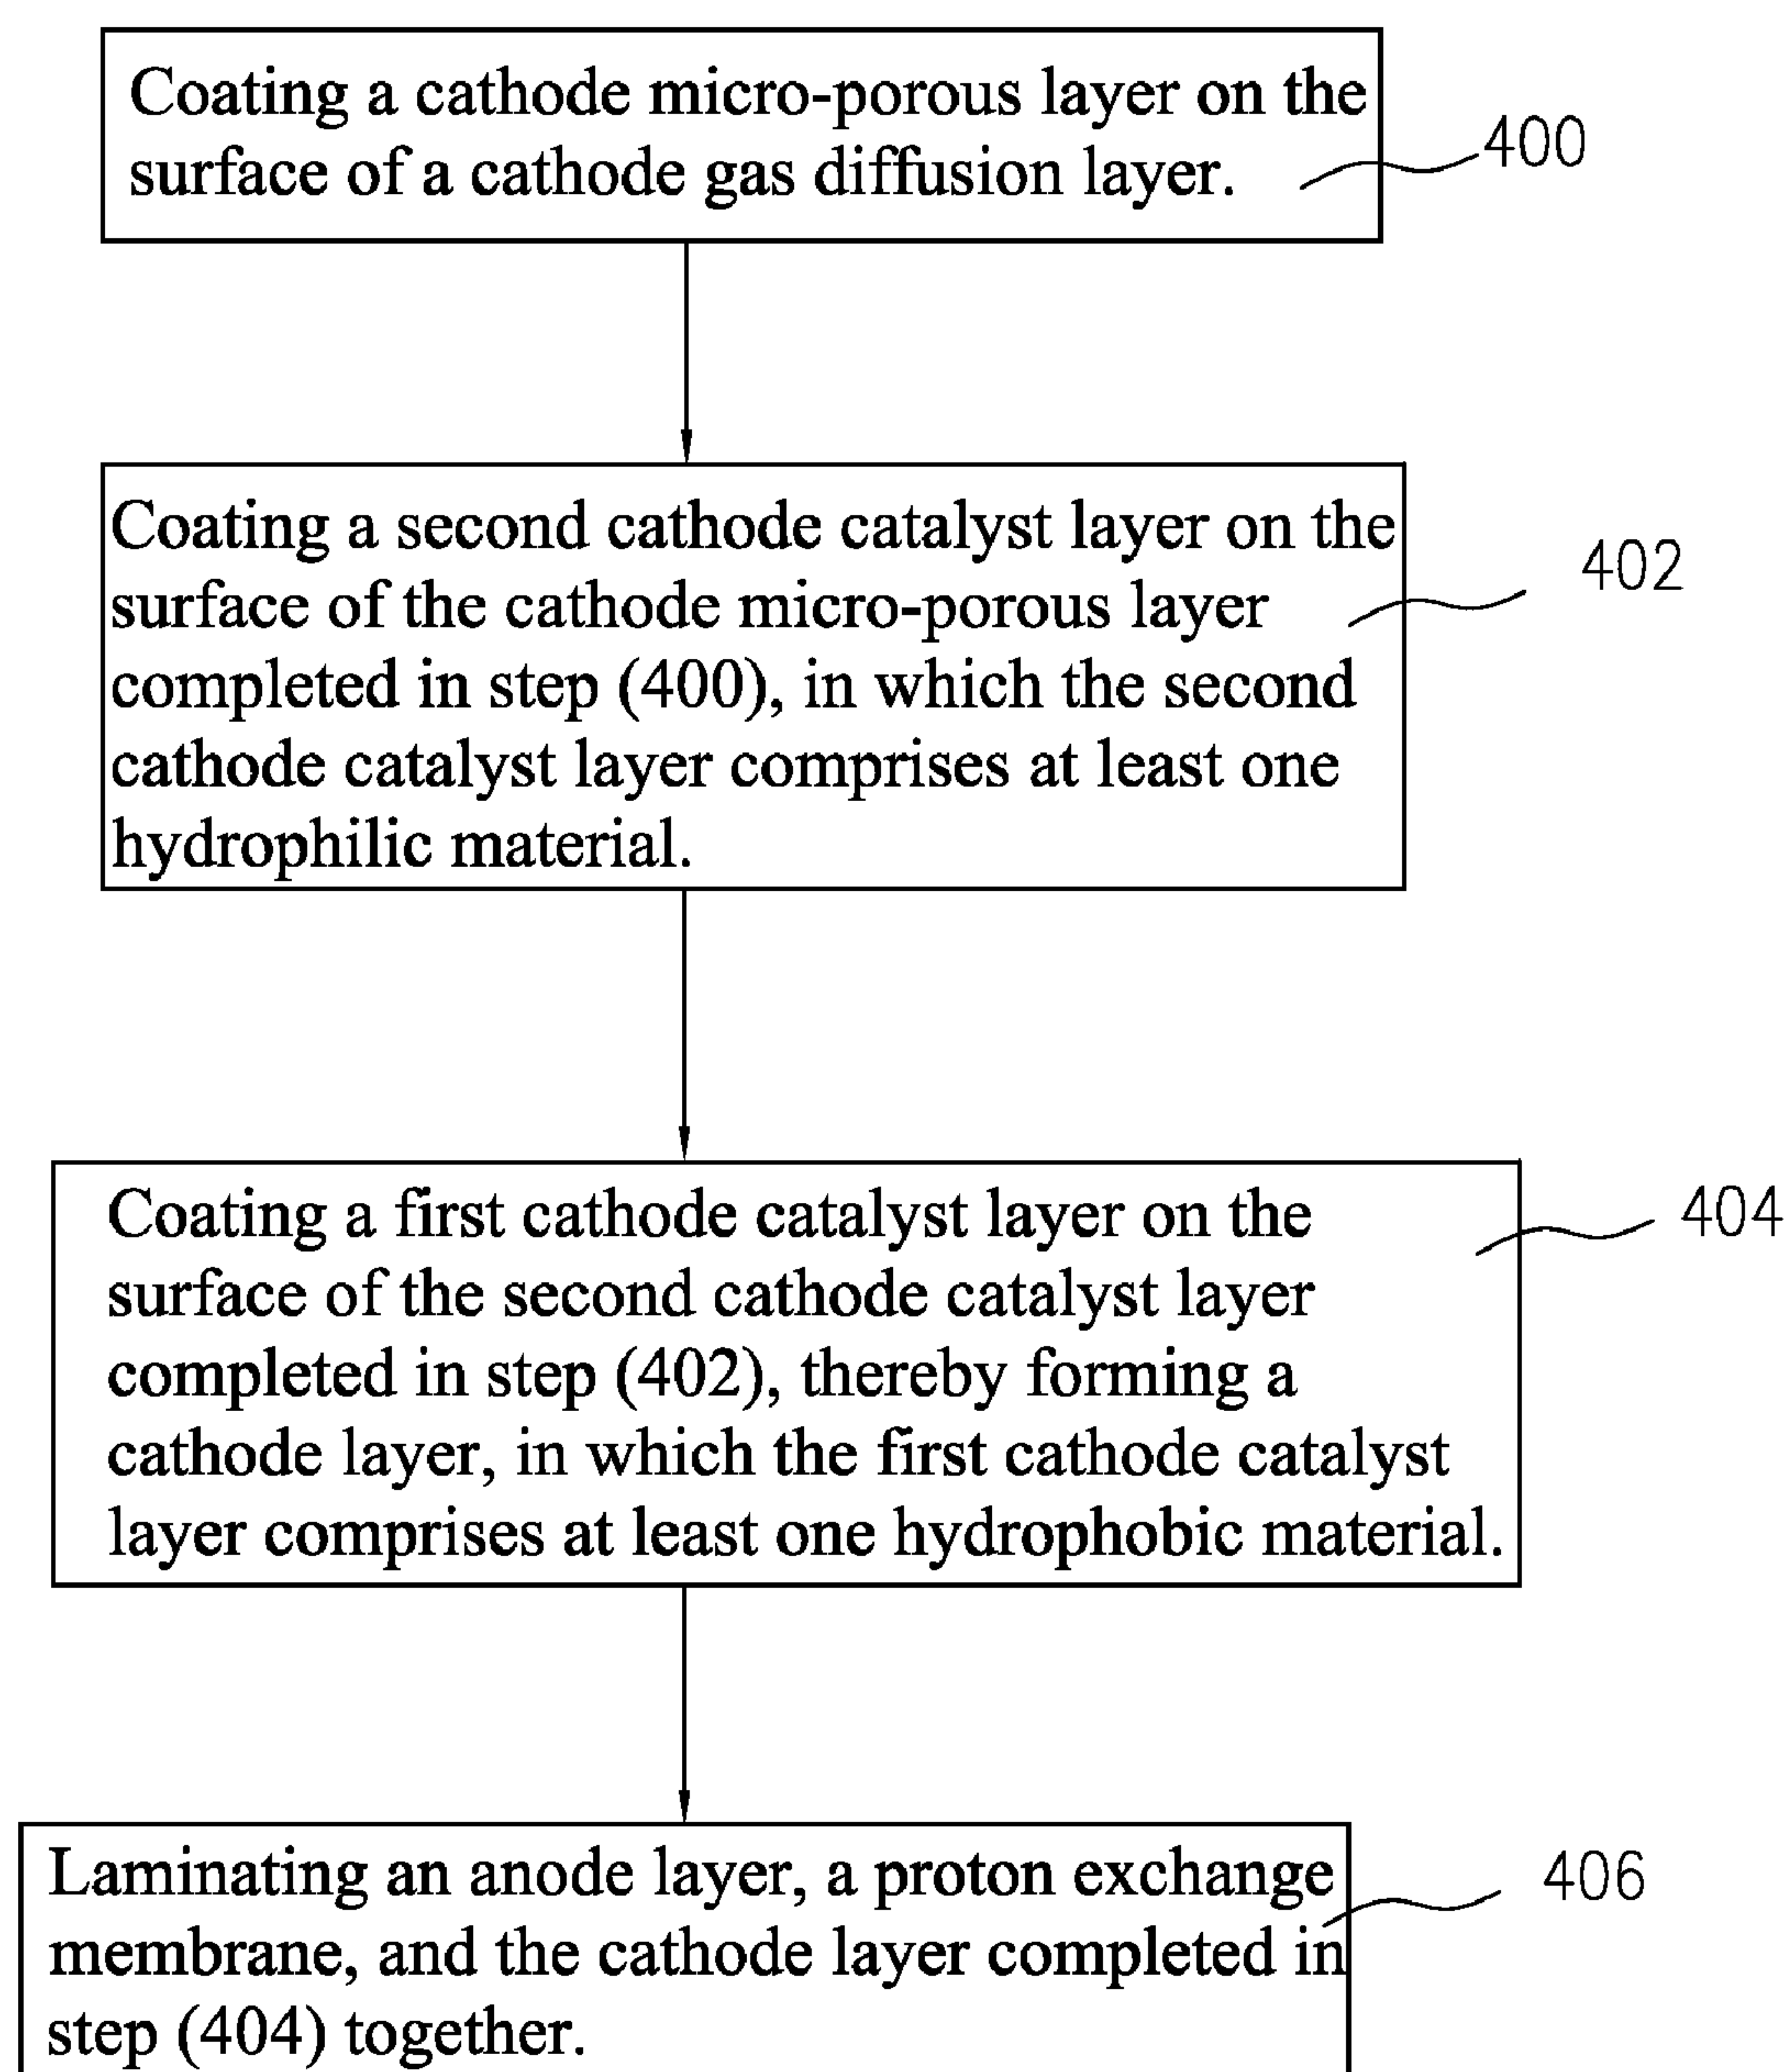 Coating a cathode micro-porous layer on the
surface of a cathode gas diffusion layer.
400
Coating a second cathode catalyst layer on the
surface of the cathode micro-porous layer
completed in step (400), in which the second
cathode catalyst layer comprises at least one
hydrophilic material.
402
Coating a first cathode catalyst layer on the
surface of the second cathode catalyst layer
completed in step (402), thereby forming a
cathode layer, in which the first cathode catalyst
layer comprises at least one hydrophobic material.
404
Laminating an anode layer, a proton exchange
membrane, and the cathode layer completed in
step (404) together.
406